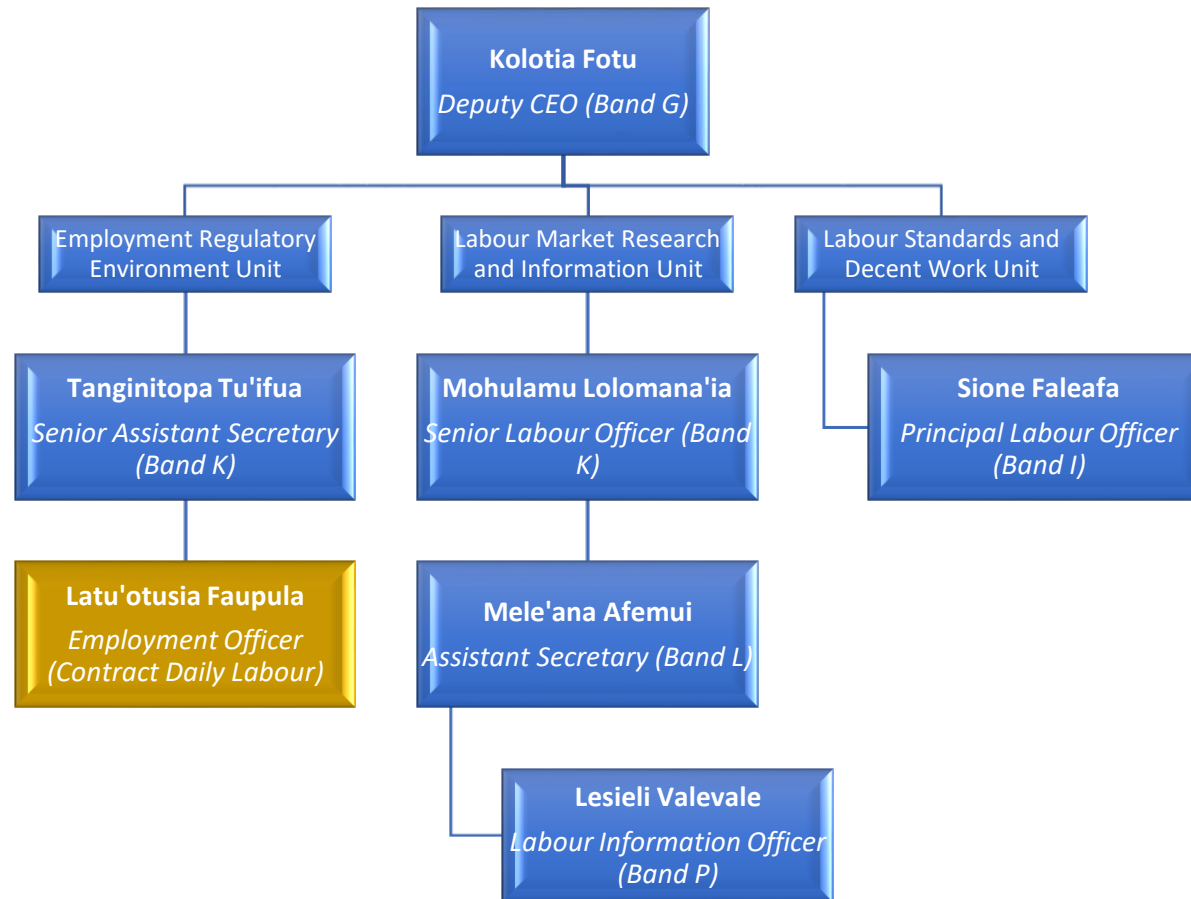 Kolotia Fotu
Deputy CEO (Band G)
Employment Regulatory
Environment Unit
Labour Market Research
and Information Unit
Labour Standards and
Decent Work Unit
Tanginitopa Tu'ifua
Senior Assistant Secretary
(Band K)
Mohulamu Lolomana'ia
Senior Labour Officer (Band
K)
Sione Faleafa
Principal Labour Officer
(Band I)
Latu'otusia Faupula
Employment Officer
(Contract Daily Labour)
Mele'ana Afemui
Assistant Secretary (Band L)
Lesieli Valevale
Labour Information Officer
(Band P)